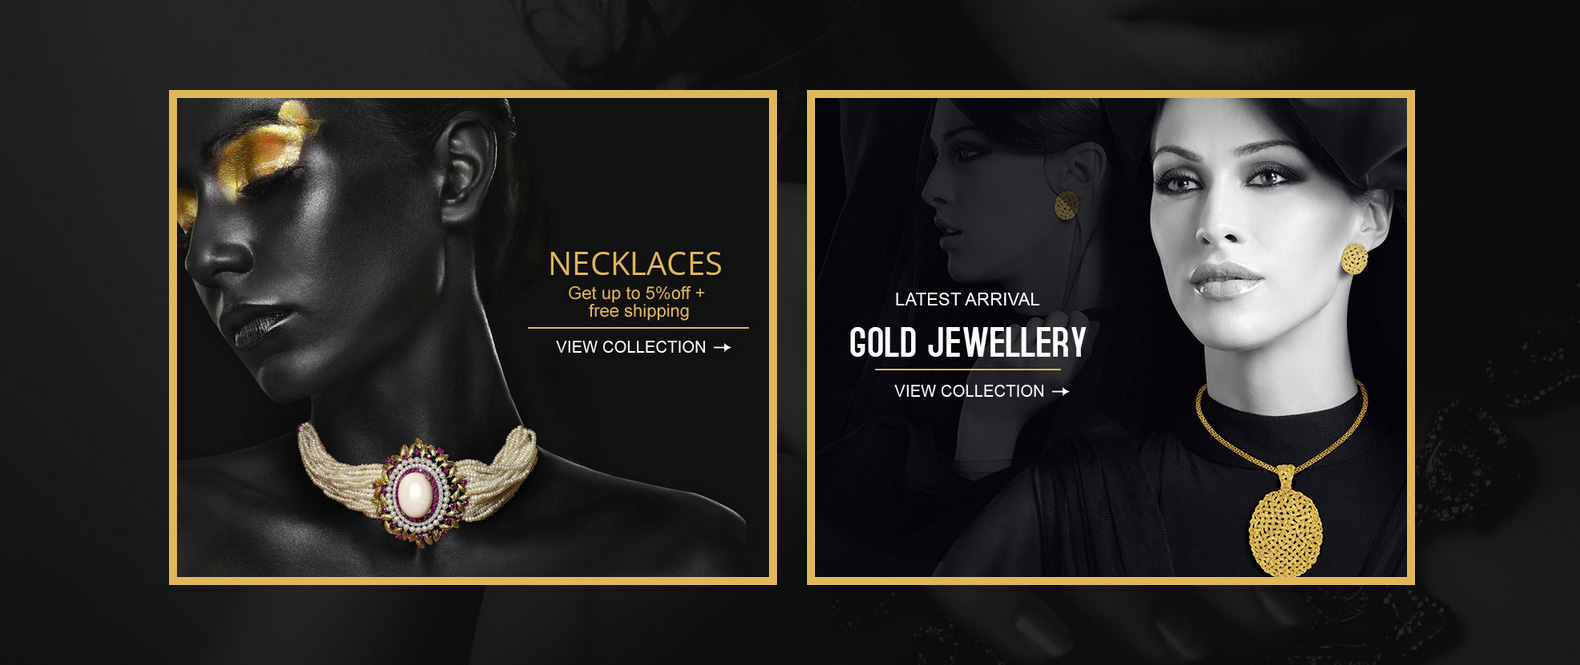 NECKLACES
Get up to 5%off +
free shipping
VIEW COLLECTION →
LATEST ARRIVAL
GOLD JEWELLERY
VIEW COLLECTION →